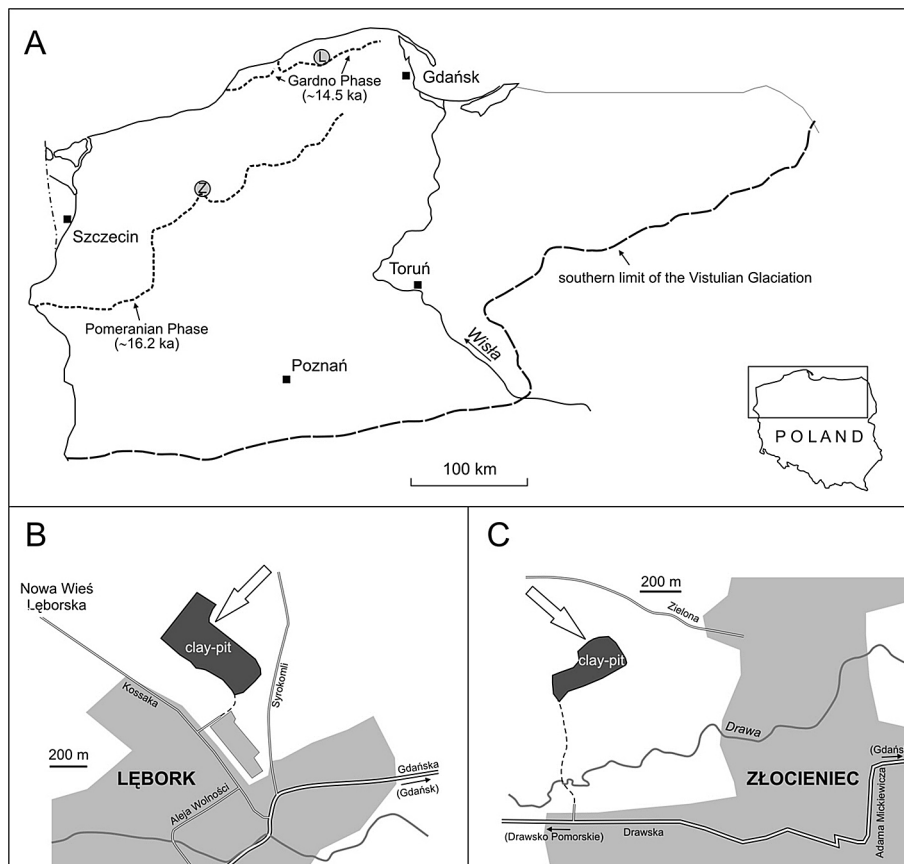 A
L
Gardno Phase
(~14.5 ka)
Gdańsk
Z
Szczecin
Toruń
southern limit of the Vistulian Glaciation
Pomeranian Phase
(~16.2 ka)
Wisła
Poznań
POLAND
100 km
B
Nowa Wieś
Lęborska
clay-pit
Kossaka
Syrokomli
200 m
LĘBORK
Aleja Wolności
Gdańska
(Gdańsk)
C
200 m
Zielona
clay-pit
Drawa
ZŁOCIENIEC
(Gdańs
Adama Mickiewicza
(Drawsko Pomorskie)
Drawska